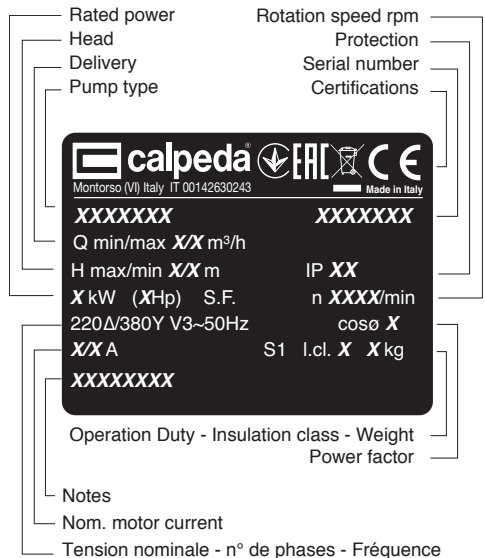 Rated power
Rotation speed rpm
Head
Protection
Delivery
Serial number
Pump type
Certifications
calpeda® EAC CE
Montorso (VI) Italy IT 00142630243
Made in Italy
XXXXXXX XXXXXXX
Q min/max X/X m³/h
H max/min X/X m IP XX
X kW (XHp) S.F. n XXXX/min
220Δ/380Y V3~50Hz cosø X
X/X A S1 I.cl. X X kg
XXXXXXXX
Operation Duty - Insulation class - Weight
Power factor
Notes
Nom. motor current
Tension nominale - n° de phases - Fréquence